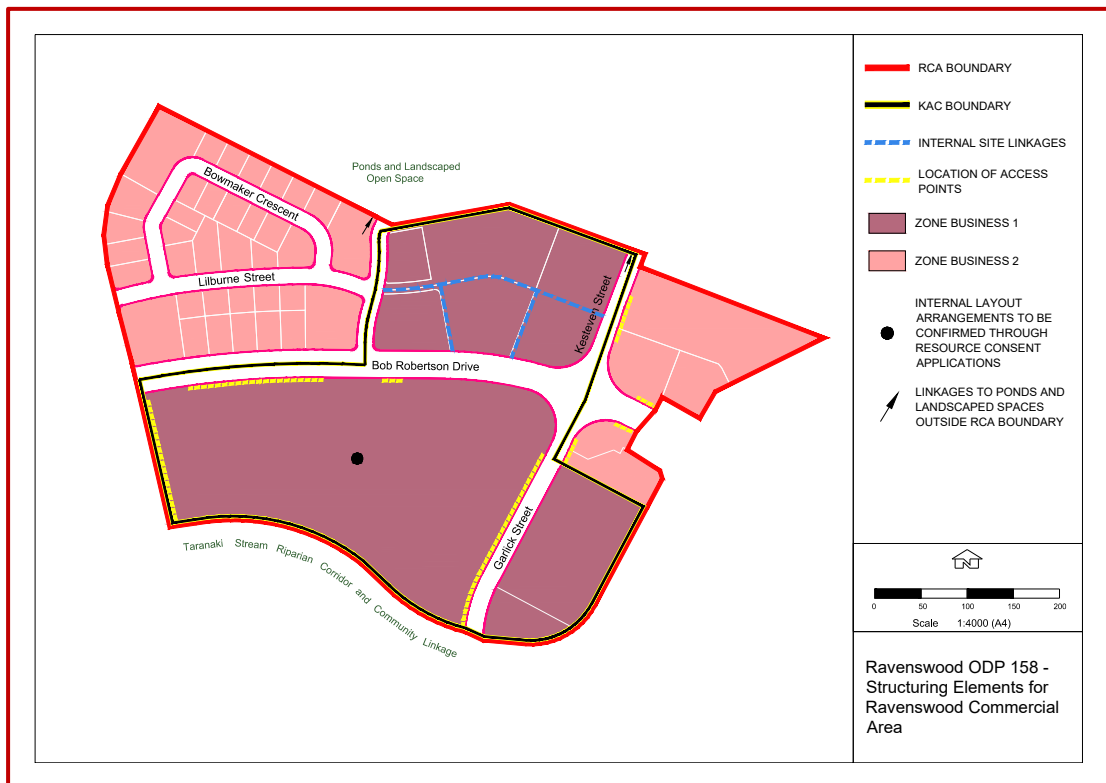 Ponds and Landscaped
Open Space
Bowmaker Crescent
Lilburne Street
Kesteven Street
Bob Robertson Drive
Garlick Street
Taranaki Stream Riparian Corridor and Community Linkage
RCA BOUNDARY
KAC BOUNDARY
INTERNAL SITE LINKAGES
LOCATION OF ACCESS
POINTS
ZONE BUSINESS 1
ZONE BUSINESS 2
INTERNAL LAYOUT
ARRANGEMENTS TO BE
CONFIRMED THROUGH
RESOURCE CONSENT
APPLICATIONS
LINKAGES TO PONDS AND
LANDSCAPED SPACES
OUTSIDE RCA BOUNDARY
N
0 50 100 150 200
Scale 1:4000 (A4)
Ravenswood ODP 158 -
Structuring Elements for
Ravenswood Commercial
Area